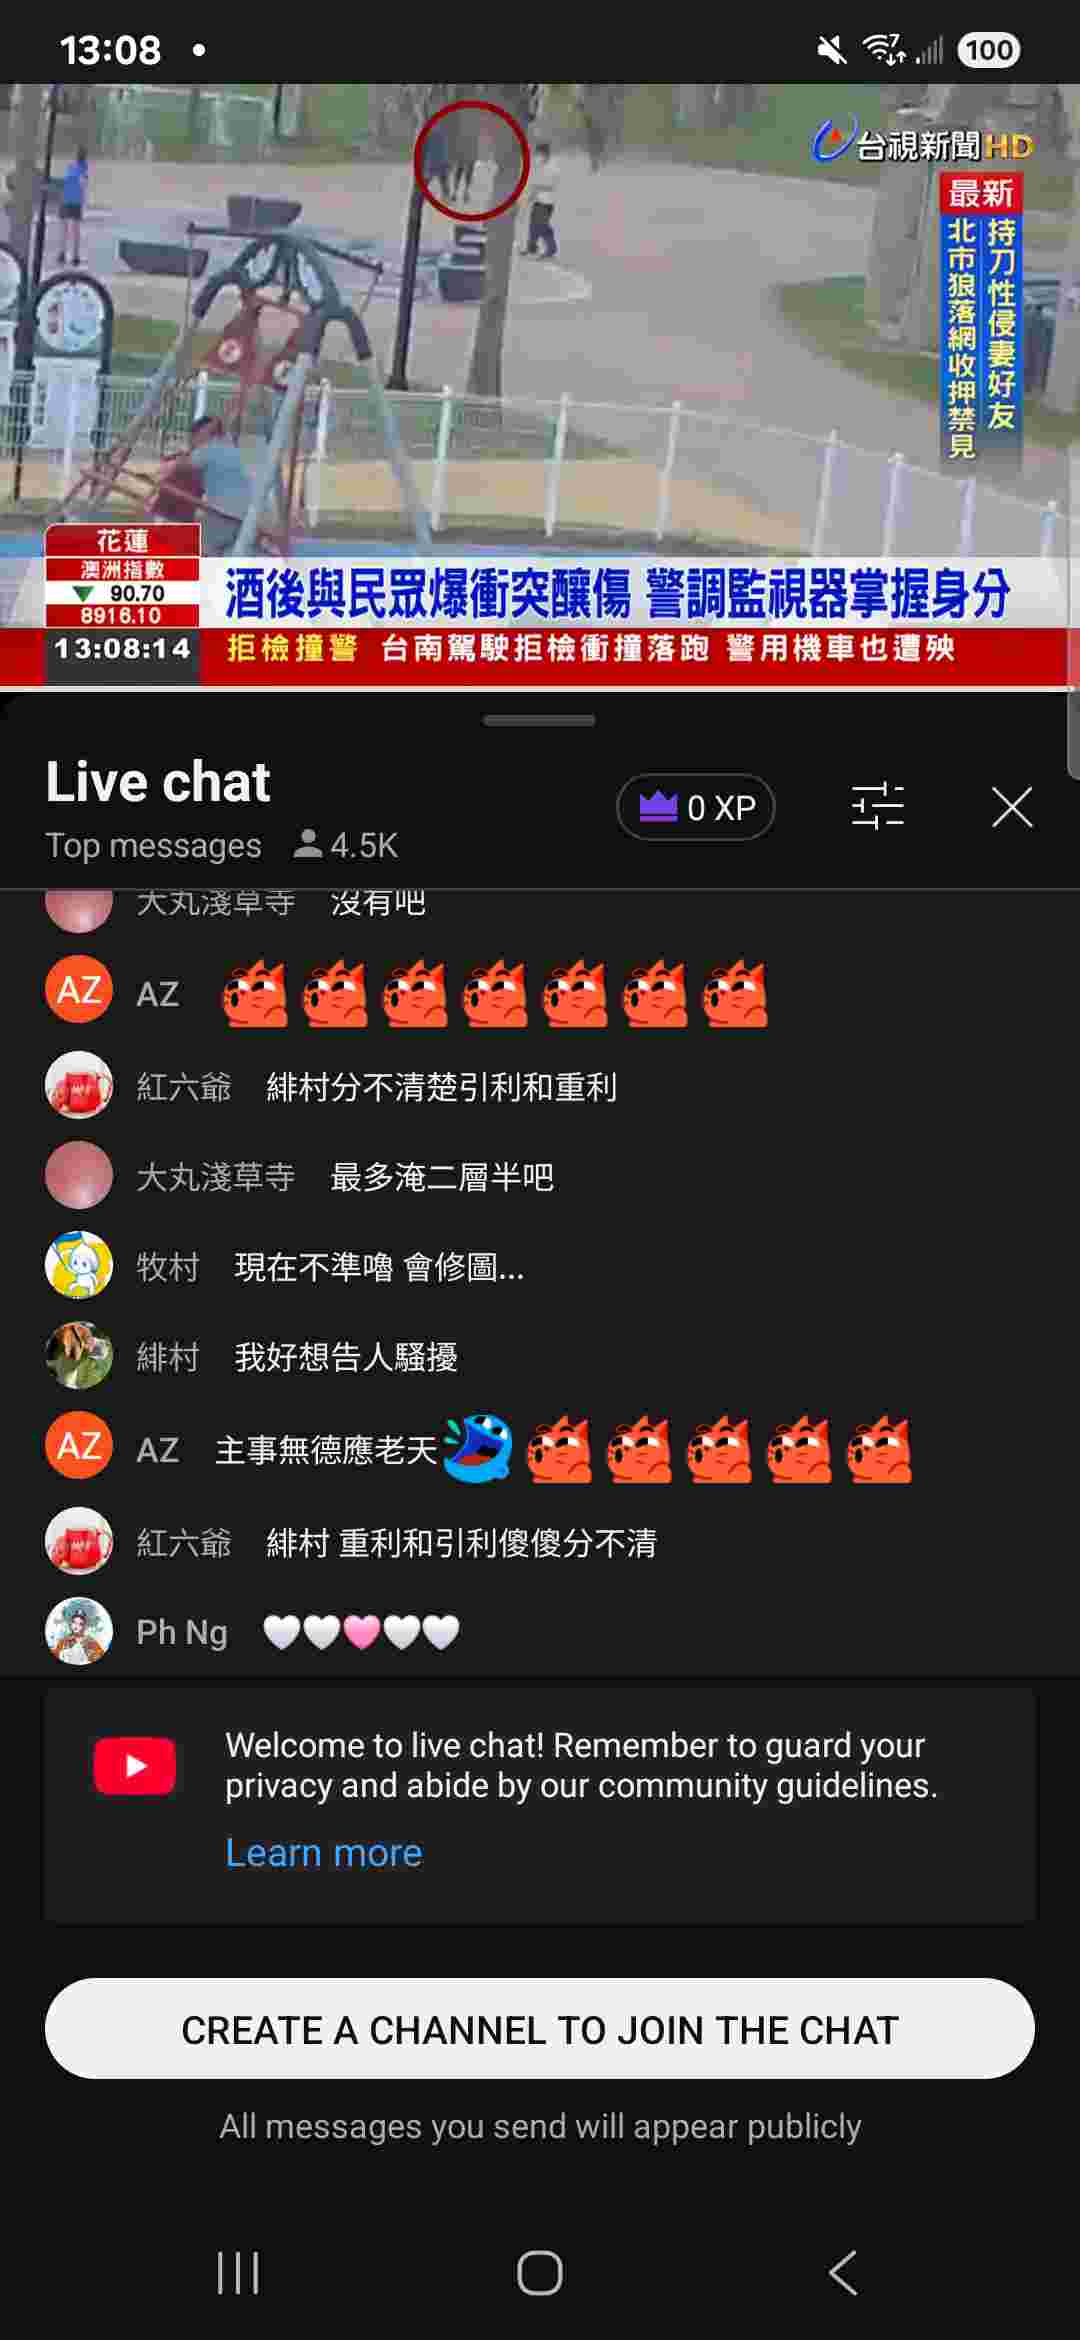 13:08
7
100
台視新聞HD
最新
持刀性侵妻好友
北市狼落網收押禁見
花蓮
澳洲指數
▼ 90.70
8916.10
13:08:14
酒後與民眾爆衝突釀傷 警調監視器掌握身分
拒檢撞警 台南駕駛拒檢衝撞落跑 警用機車也遭殃
Live chat
0 XP
Top messages 4.5K
大丸淺草寺 沒有吧
AZ AZ
紅六爺 緋村分不清楚引利和重利
大丸淺草寺 最多淹二層半吧
牧村 現在不準嚕 會修圖...
緋村 我好想告人騷擾
AZ AZ 主事無德應老天
紅六爺 緋村 重利和引利傻傻分不清
Ph Ng 🤍🤍🩷🤍🤍
Welcome to live chat! Remember to guard your
privacy and abide by our community guidelines.
Learn more
CREATE A CHANNEL TO JOIN THE CHAT
All messages you send will appear publicly